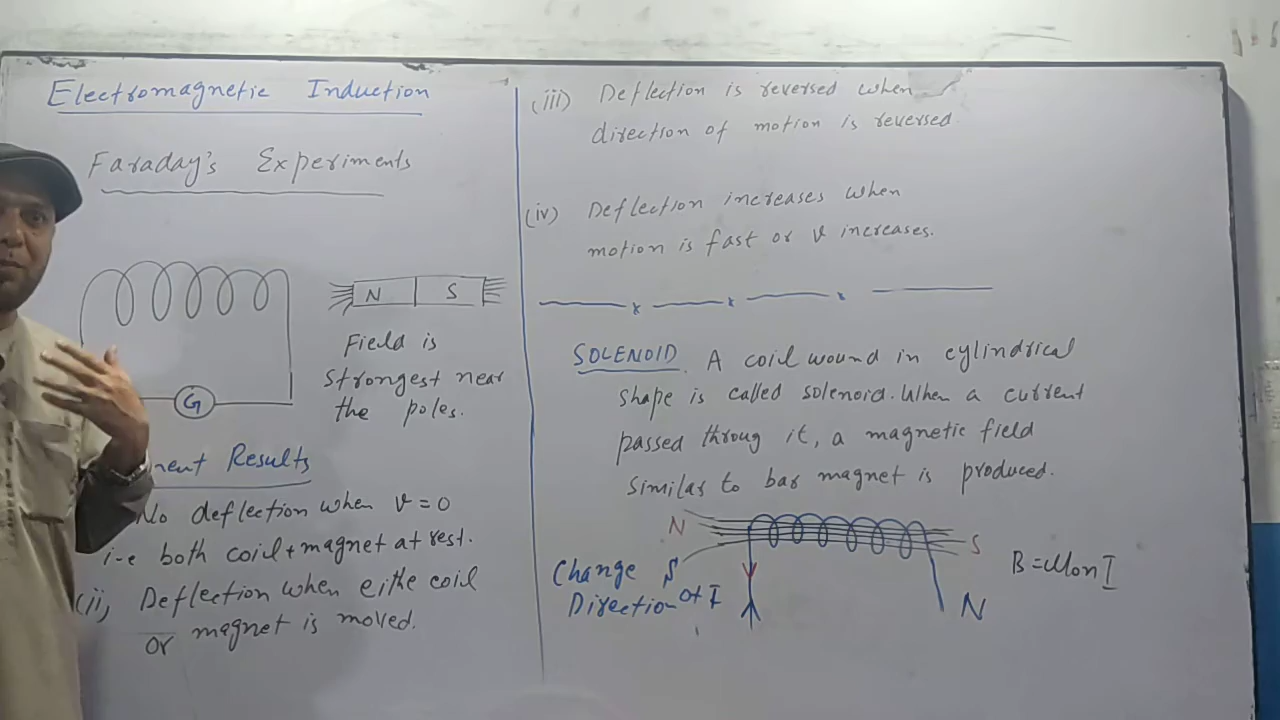 Electromagnetic Induction
Faraday's Experiments
N S
Field is
strongest near
the poles.
G
Results
No deflection when v = 0
i-e both coil + magnet at rest.
(ii) Deflection when eithe coil
or magnet is moved.
(iii) Deflection is reversed when
direction of motion is reversed
(iv) Deflection increases when
motion is fast or v increases.
SOLENOID. A coil wound in cylindrical
shape is called solenoid. When a current
passed throug it, a magnetic field
similar to bar magnet is produced.
N S
Change S
Direction of I
N
B = μonI